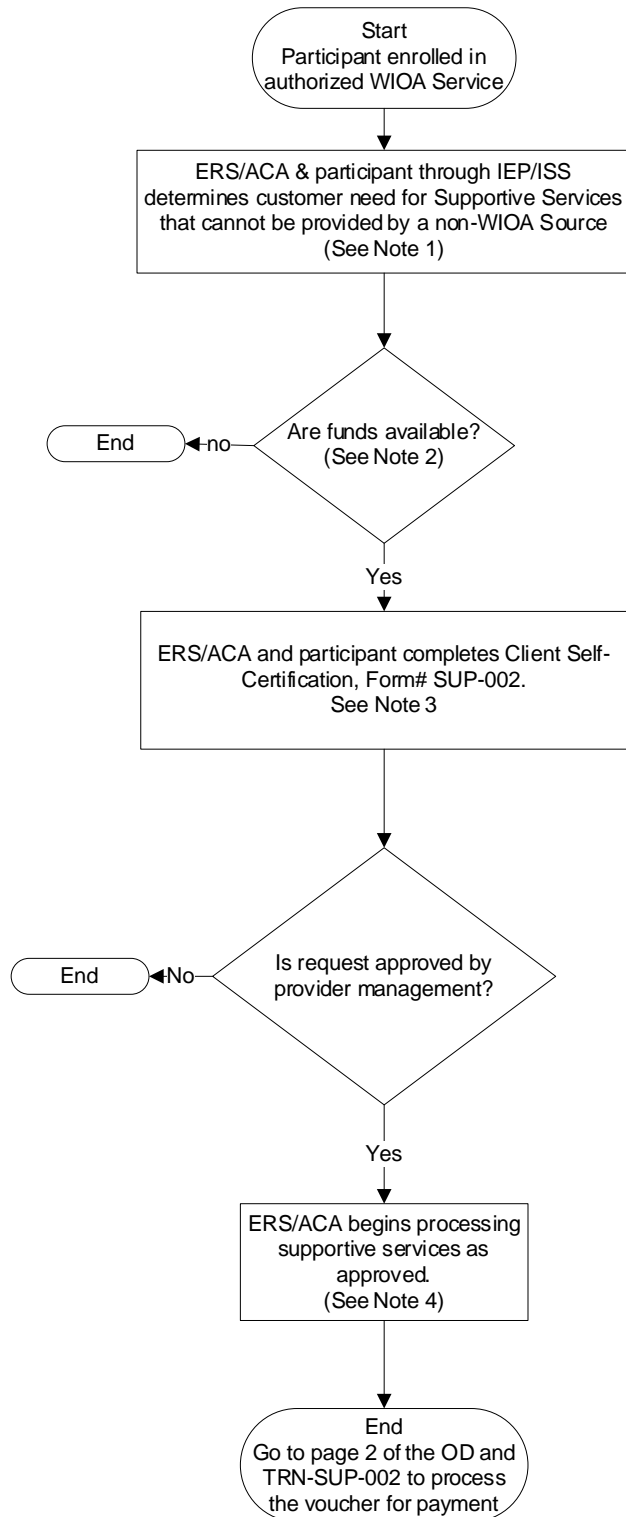 Start
Participant enrolled in
authorized WIOA Service
ERS/ACA & participant through IEP/ISS
determines customer need for Supportive Services
that cannot be provided by a non-WIOA Source
(See Note 1)
Are funds available?
(See Note 2)
no
End
Yes
ERS/ACA and participant completes Client Self-
Certification, Form# SUP-002.
See Note 3
Is request approved by
provider management?
No
End
Yes
ERS/ACA begins processing
supportive services as
approved.
(See Note 4)
End
Go to page 2 of the OD and
TRN-SUP-002 to process
the voucher for payment